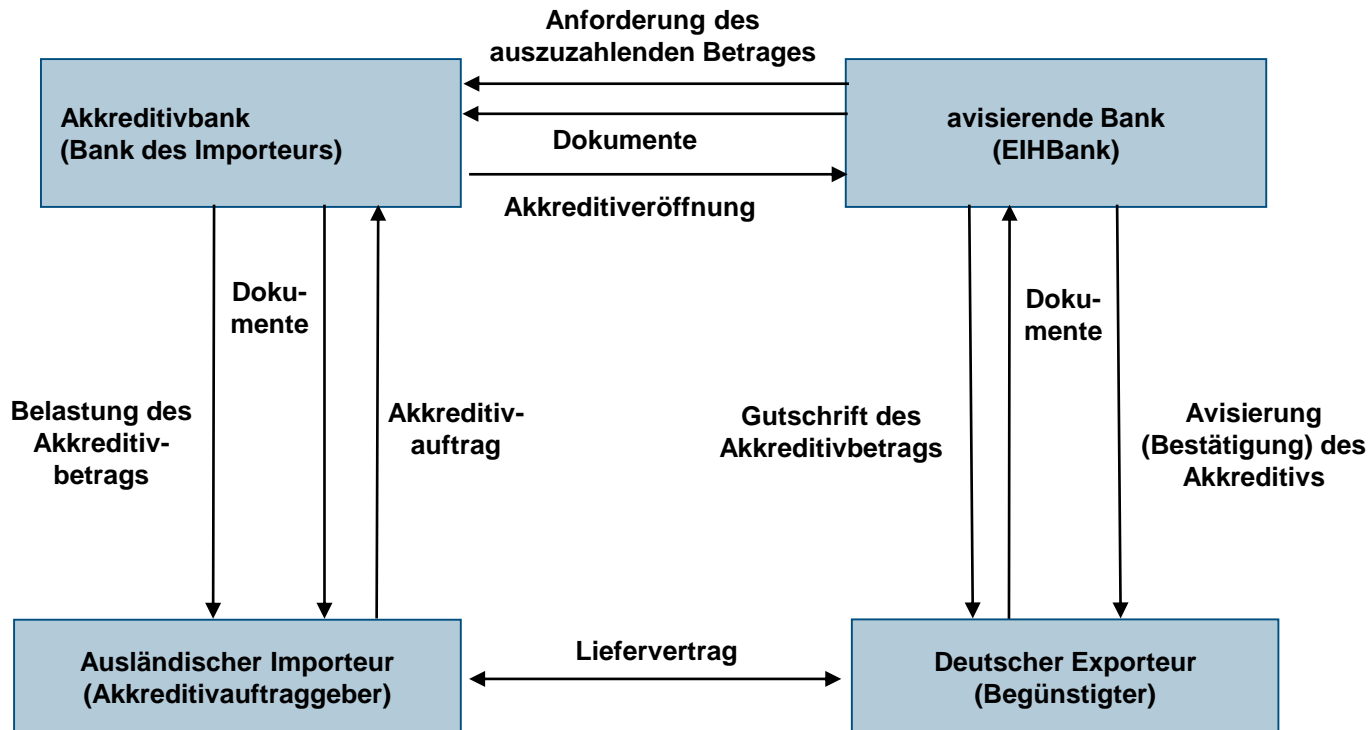 Anforderung des
auszuzahlenden Betrages
Akkreditivbank
(Bank des Importeurs)
avisierende Bank
(EIHBank)
Dokumente
Akkreditiveröffnung
Doku-
mente
Doku-
mente
Belastung des
Akkreditiv-
betrags
Akkreditiv-
auftrag
Gutschrift des
Akkreditivbetrags
Avisierung
(Bestätigung) des
Akkreditivs
Ausländischer Importeur
(Akkreditivauftraggeber)
Liefervertrag
Deutscher Exporteur
(Begünstigter)